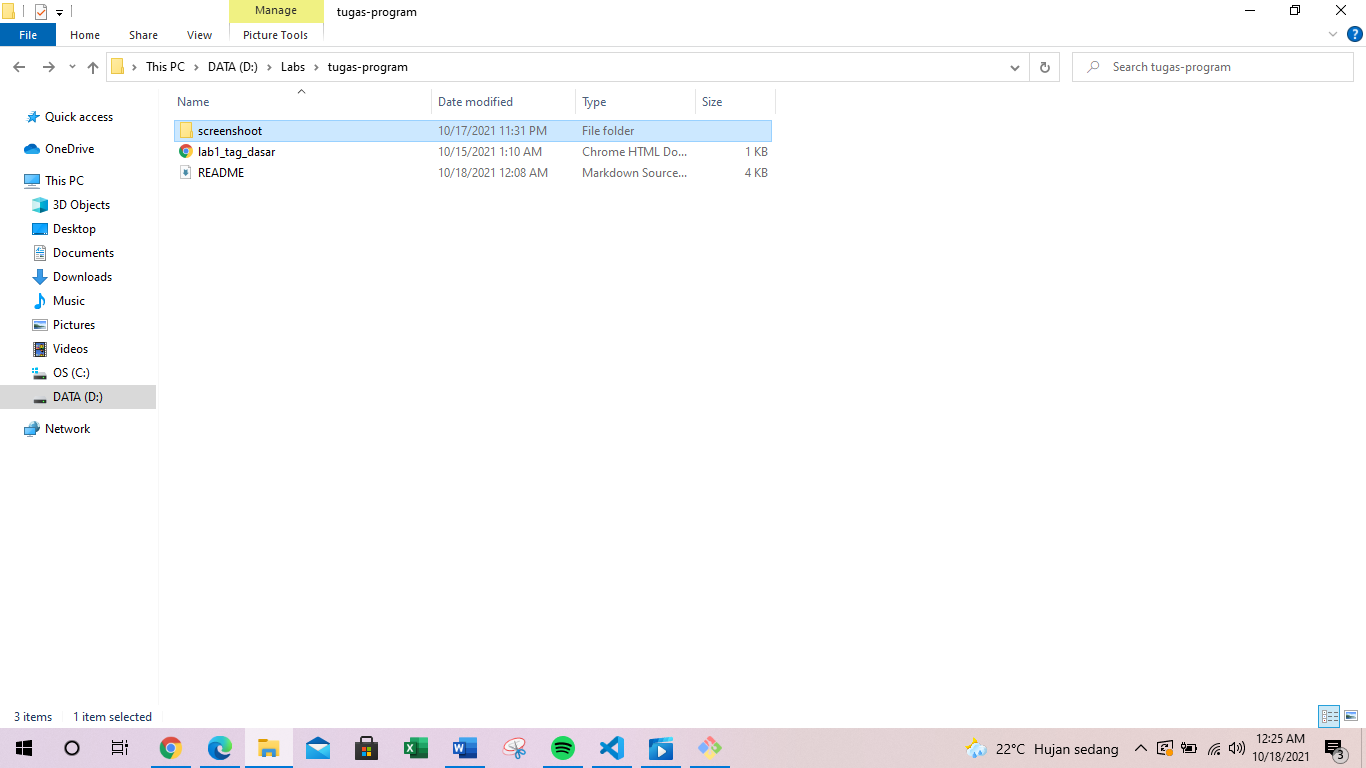 Manage
tugas-program
File
Home
Share
View
Picture Tools
This PC
DATA (D:)
Labs
tugas-program
Search tugas-program
Name
Date modified
Type
Size
screenshoot
10/17/2021 11:31 PM
File folder
lab1_tag_dasar
10/15/2021 1:10 AM
Chrome HTML Do...
1 KB
README
10/18/2021 12:08 AM
Markdown Source...
4 KB
Quick access
OneDrive
This PC
3D Objects
Desktop
Documents
Downloads
Music
Pictures
Videos
OS (C:)
DATA (D:)
Network
3 items
1 item selected
22°C Hujan sedang
12:25 AM
10/18/2021
3